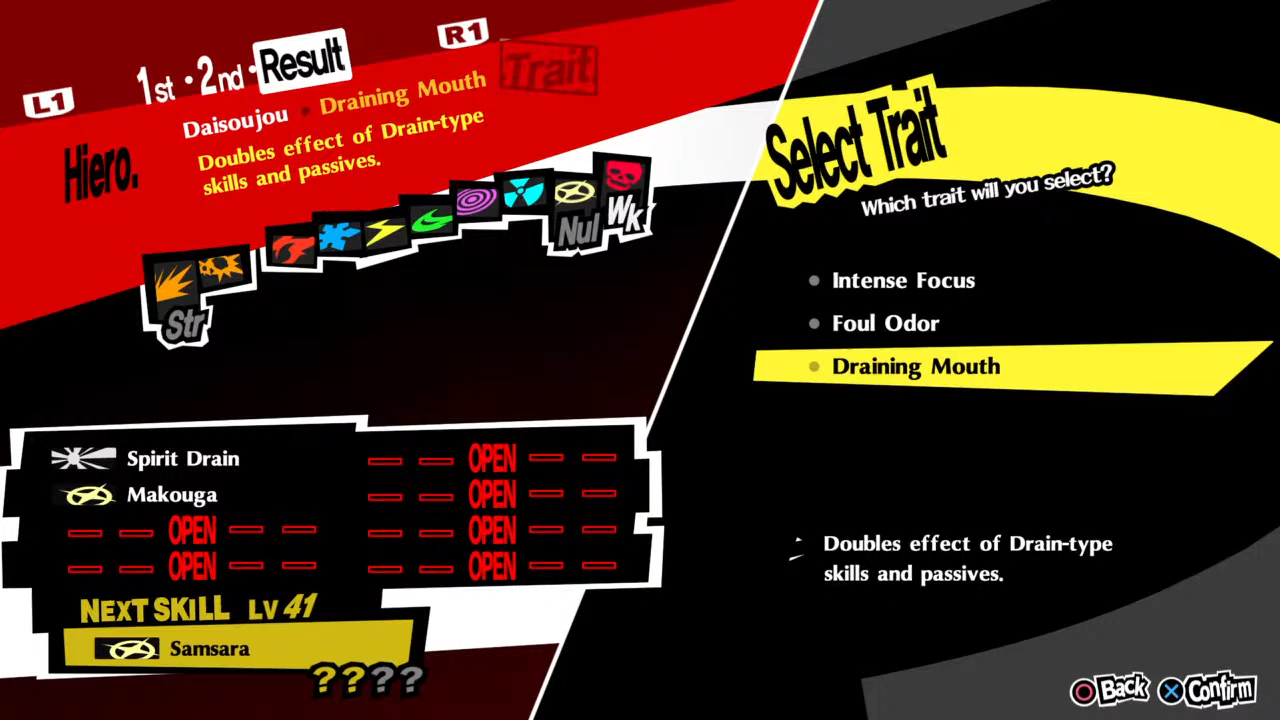 L1
1st · 2nd · Result
R1
Trait
Hiero.
Daisoujou • Draining Mouth
Doubles effect of Drain-type
skills and passives.
Str
Nul
Wk
Spirit Drain
OPEN
Makouga
OPEN
OPEN
OPEN
OPEN
OPEN
NEXT SKILL LV 41
Samsara
????
Select Trait
Which trait will you select?
Intense Focus
Foul Odor
Draining Mouth
Doubles effect of Drain-type
skills and passives.
Back
Confirm